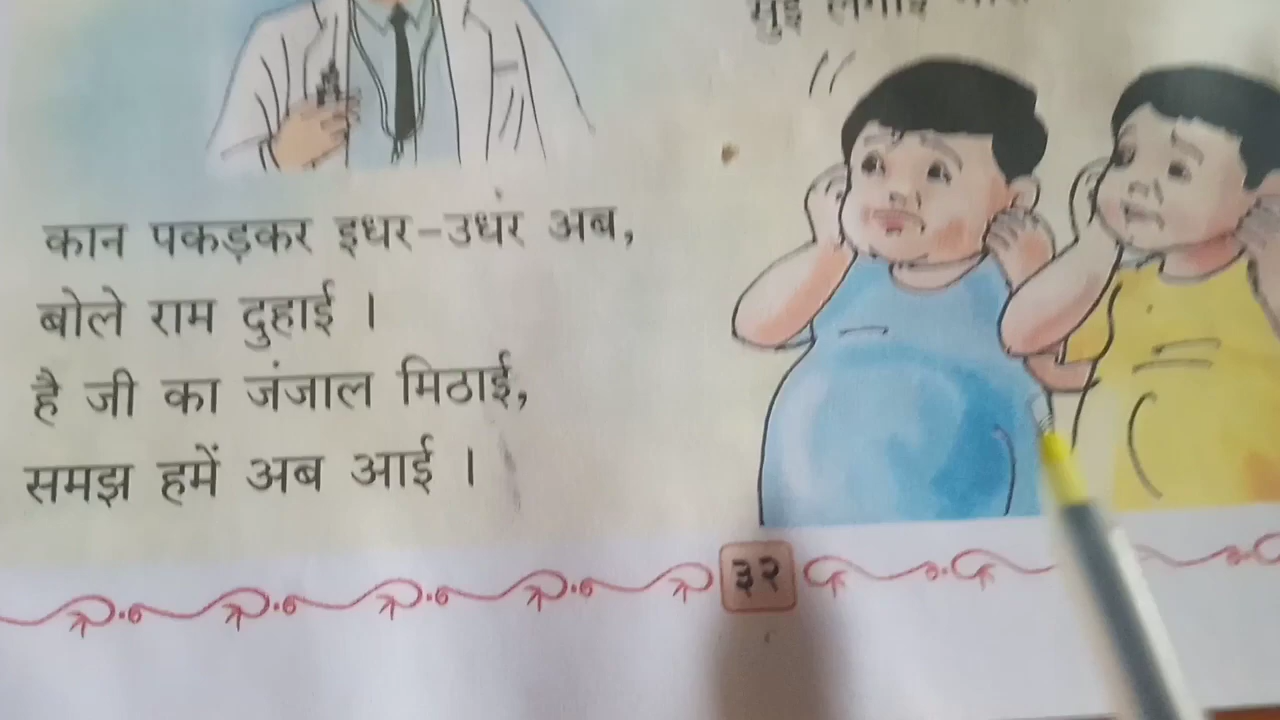 कान पकड़कर इधर-उधर अब,
बोले राम दुहाई ।
है जी का जंजाल मिठाई,
समझ हमें अब आई ।
३२